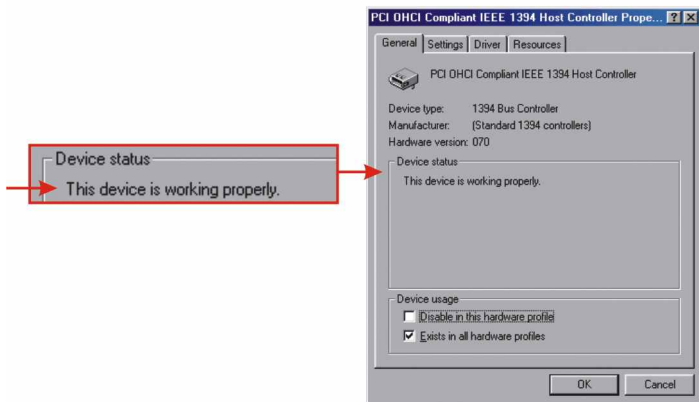 Device status
This device is working properly.
PCI OHCI Compliant IEEE 1394 Host Controller Prope...
General Settings Driver Resources
PCI OHCI Compliant IEEE 1394 Host Controller
Device type: 1394 Bus Controller
Manufacturer: (Standard 1394 controllers)
Hardware version: 070
Device status
This device is working properly.
Device usage
Disable in this hardware profile
Exists in all hardware profiles
OK Cancel